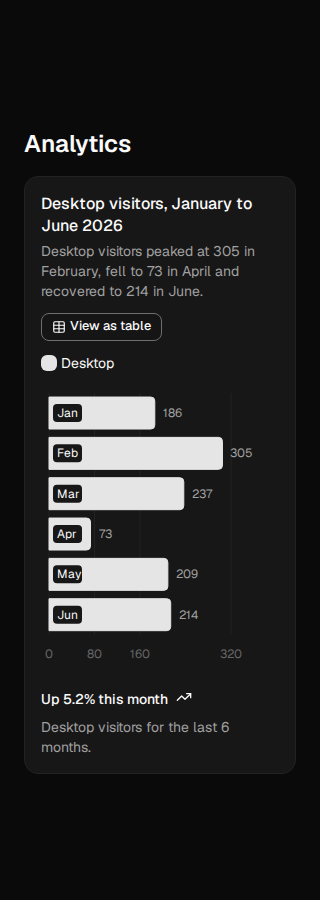 Analytics
Desktop visitors, January to
June 2026
Desktop visitors peaked at 305 in
February, fell to 73 in April and
recovered to 214 in June.
View as table
Desktop
Jan 186
Feb 305
Mar 237
Apr 73
May 209
Jun 214
0 80 160 320
Up 5.2% this month
Desktop visitors for the last 6
months.